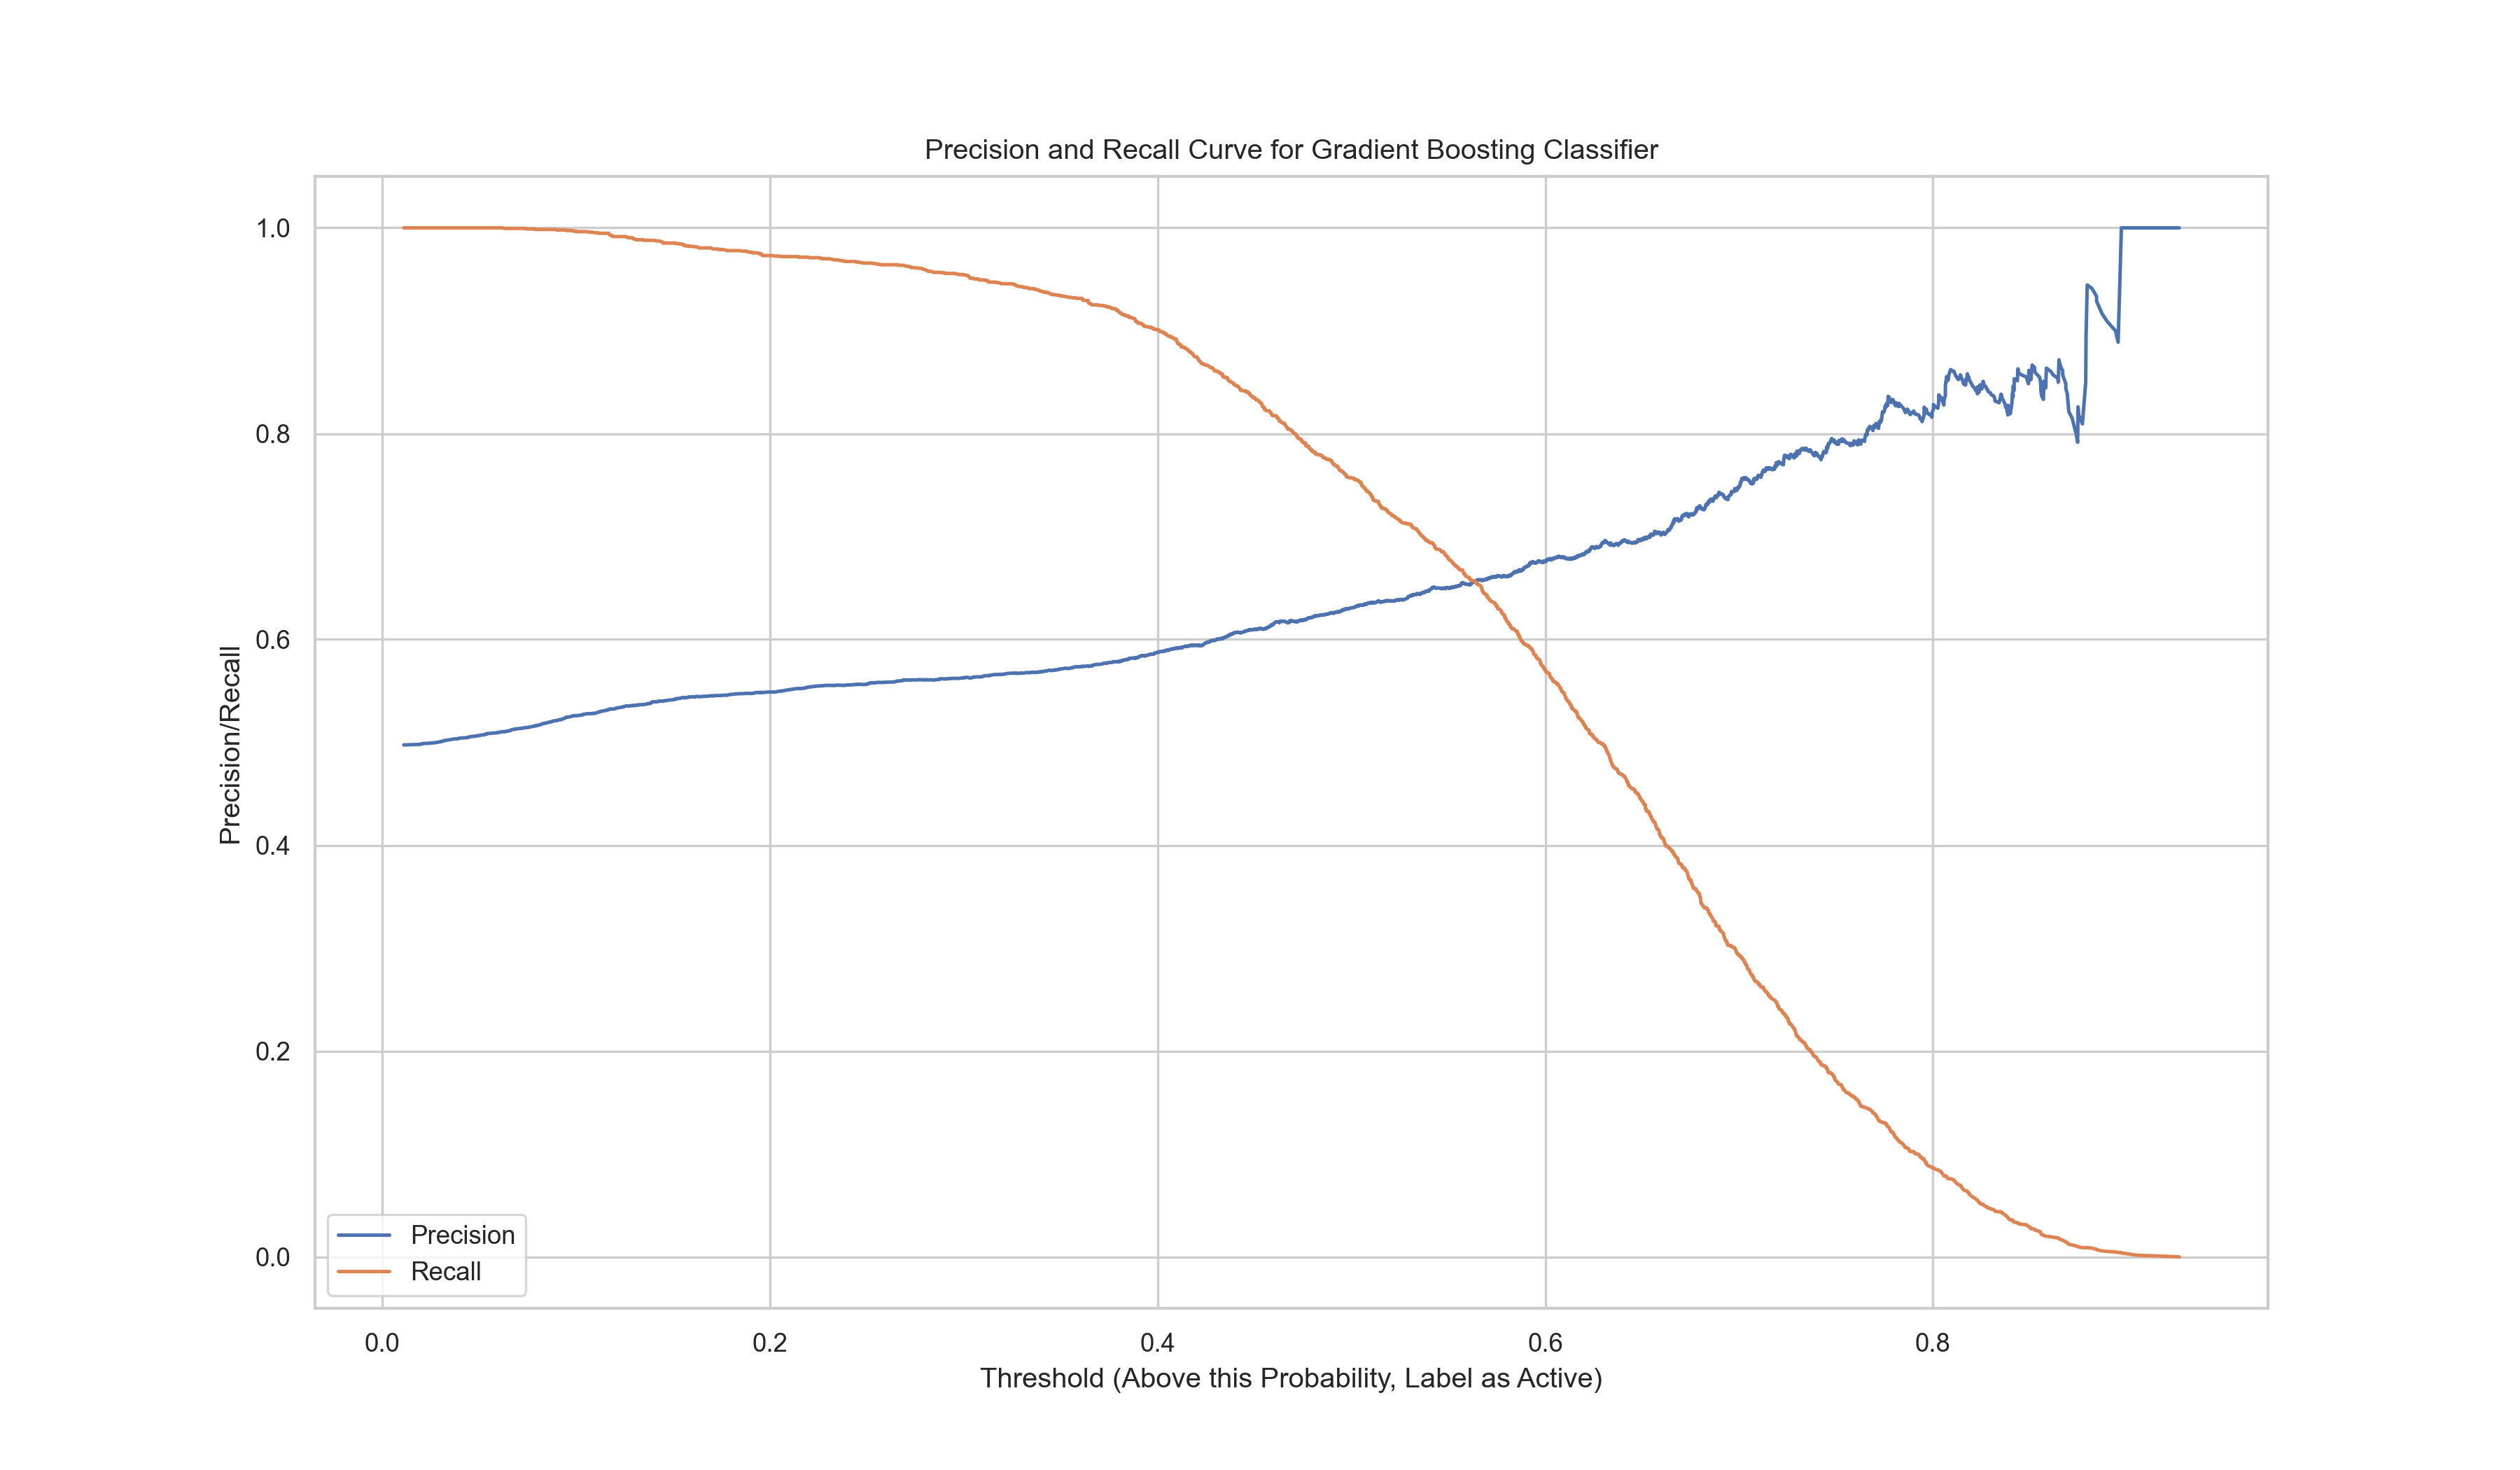 Precision and Recall Curve for Gradient Boosting Classifier
1.0
0.8
0.6
0.4
0.2
0.0
Precision/Recall
Precision
Recall
0.0 0.2 0.4 0.6 0.8
Threshold (Above this Probability, Label as Active)